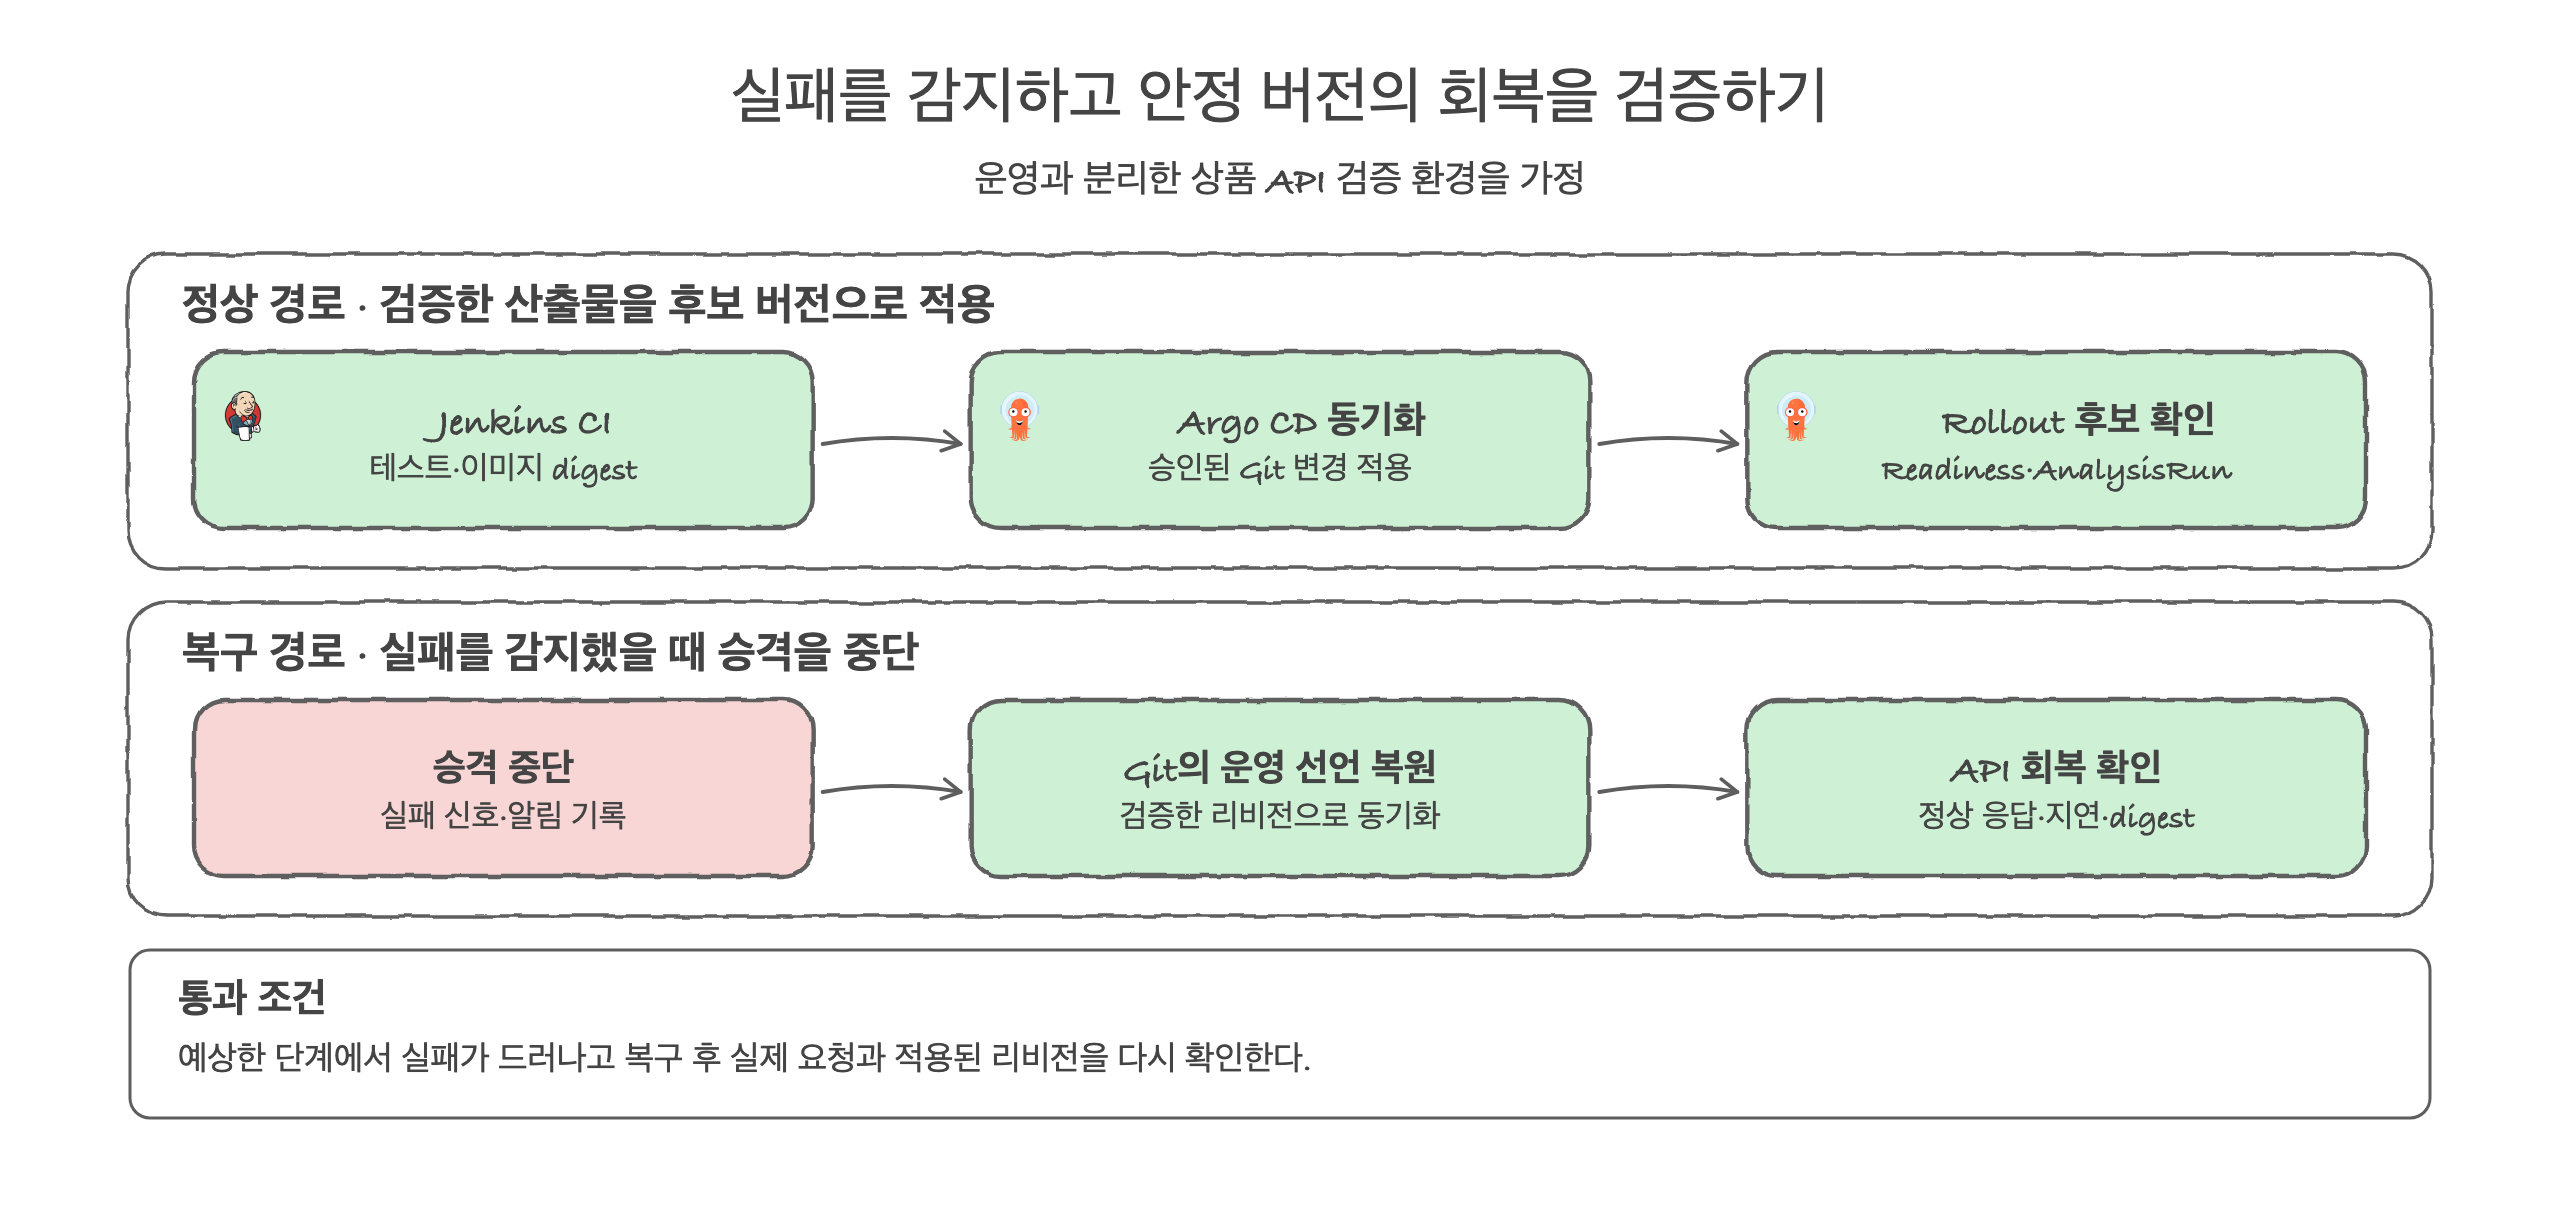 실패를 감지하고 안정 버전의 회복을 검증하기
운영과 분리한 상품 API 검증 환경을 가정
정상 경로 · 검증한 산출물을 후보 버전으로 적용
Jenkins CI
테스트·이미지 digest
Argo CD 동기화
승인된 Git 변경 적용
Rollout 후보 확인
Readiness·AnalysisRun
복구 경로 · 실패를 감지했을 때 승격을 중단
승격 중단
실패 신호·알림 기록
Git의 운영 선언 복원
검증한 리비전으로 동기화
API 회복 확인
정상 응답·지연·digest
통과 조건
예상한 단계에서 실패가 드러나고 복구 후 실제 요청과 적용된 리비전을 다시 확인한다.